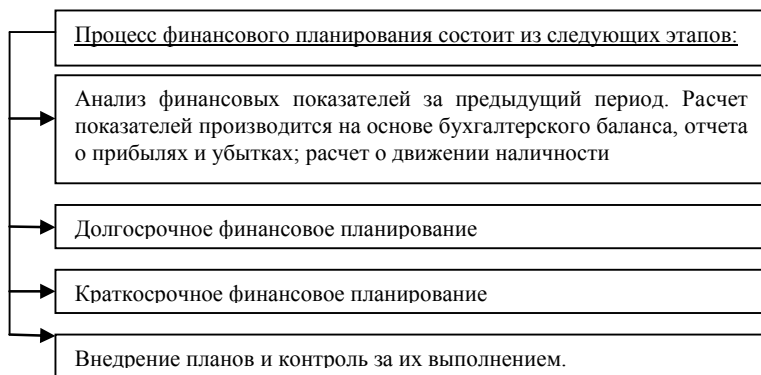 Процесс финансового планирования состоит из следующих этапов:
Анализ финансовых показателей за предыдущий период. Расчет
показателей производится на основе бухгалтерского баланса, отчета
о прибылях и убытках; расчет о движении наличности
Долгосрочное финансовое планирование
Краткосрочное финансовое планирование
Внедрение планов и контроль за их выполнением.